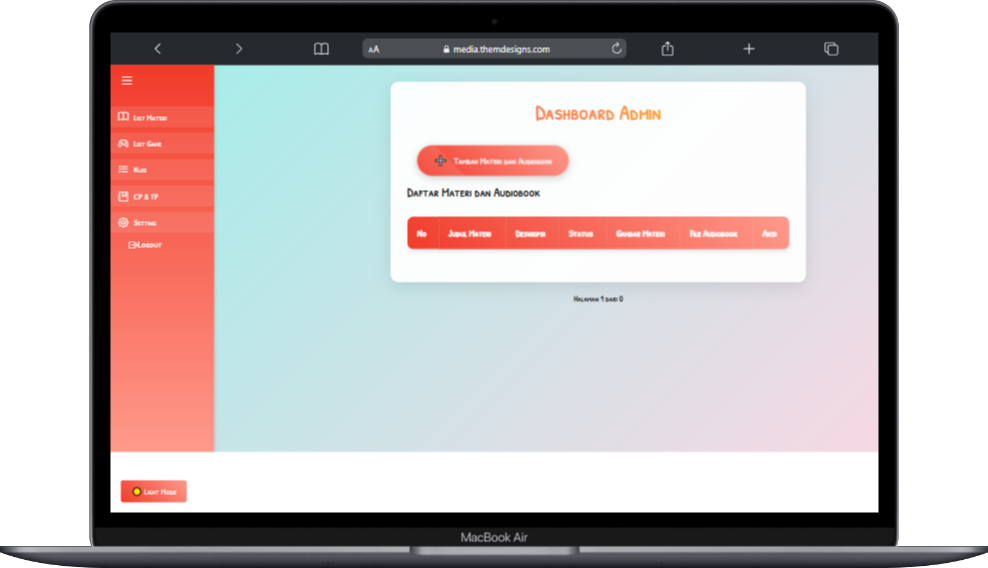 AA media.themdesigns.com
List Materi
List Game
Kuis
CP & TP
Setting
Logout
Dashboard Admin
Tambah Materi dan Audiobook
Daftar Materi dan Audiobook
No Judul Materi Deskripsi Status Gambar Materi File Audiobook Aksi
Halaman 1 dari 0
Light Mode
MacBook Air